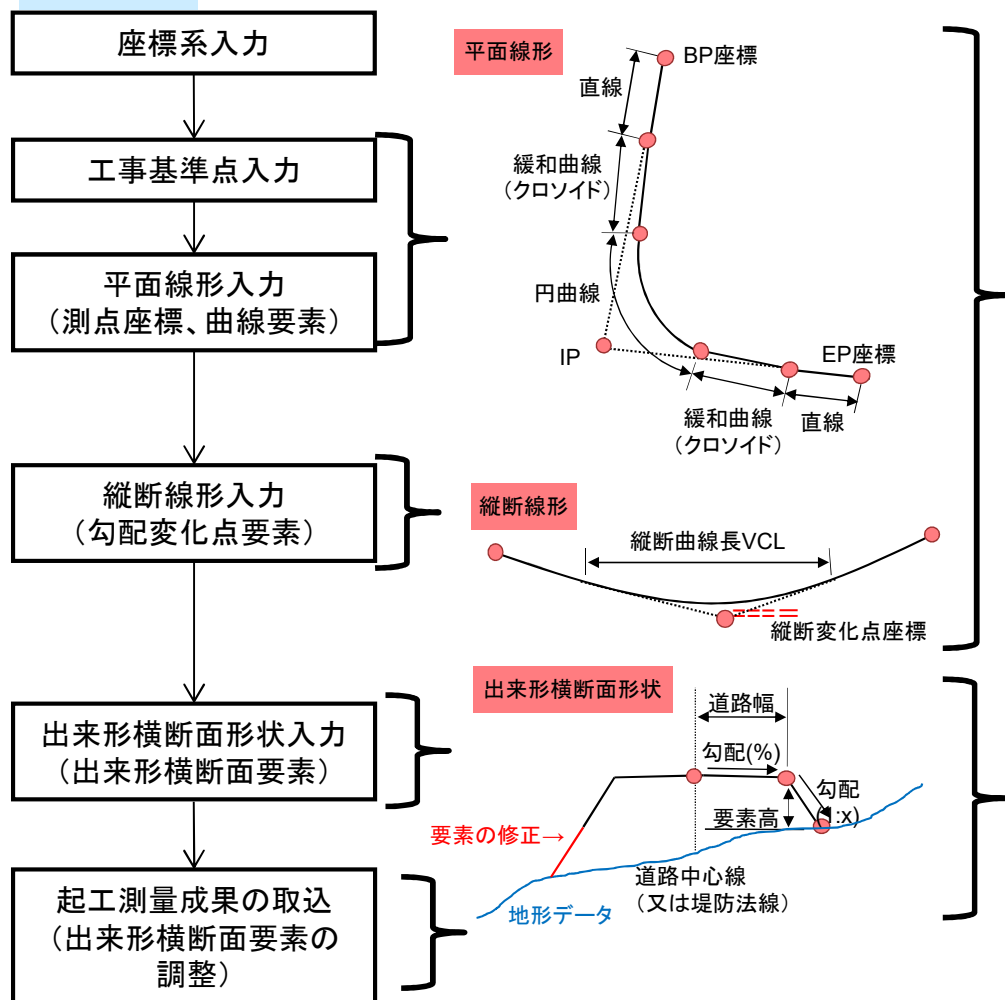 座標系入力
工事基準点入力
平面線形入力
（測点座標、曲線要素）
縦断線形入力
（勾配変化点要素）
出来形横断面形状入力
（出来形横断面要素）
起工測量成果の取込
（出来形横断面要素の
調整）
平面線形
BP座標
直線
緩和曲線
（クロソイド）
円曲線
IP
EP座標
緩和曲線
（クロソイド）
直線
縦断線形
縦断曲線長VCL
縦断変化点座標
出来形横断面形状
道路幅
勾配(%)
勾配
(1:x)
要素高
要素の修正→
道路中心線
（又は堤防法線）
地形データ